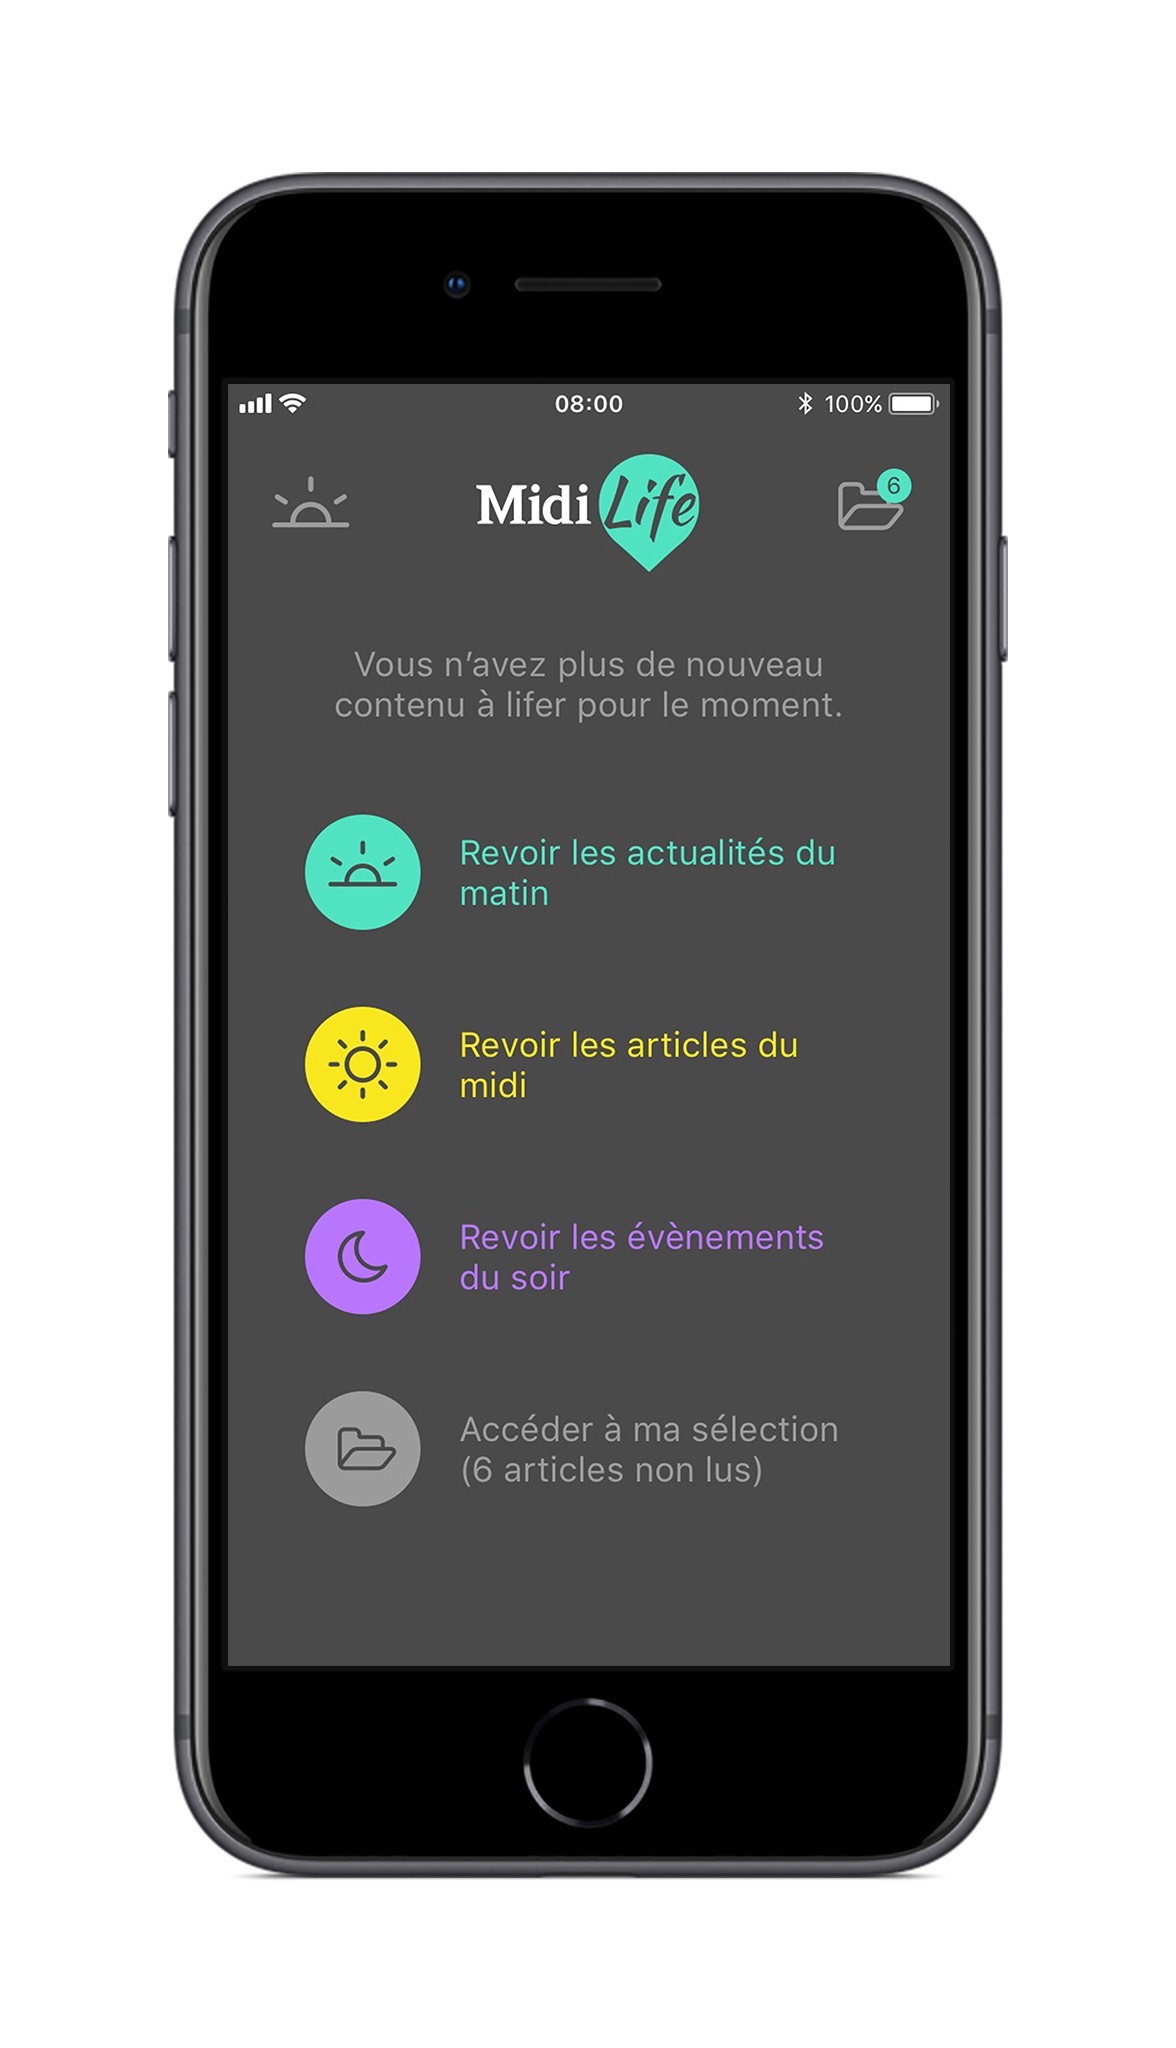 08:00
100%
Midi Life
6
Vous n’avez plus de nouveau
contenu à lifer pour le moment.
Revoir les actualités du
matin
Revoir les articles du
midi
Revoir les évènements
du soir
Accéder à ma sélection
(6 articles non lus)